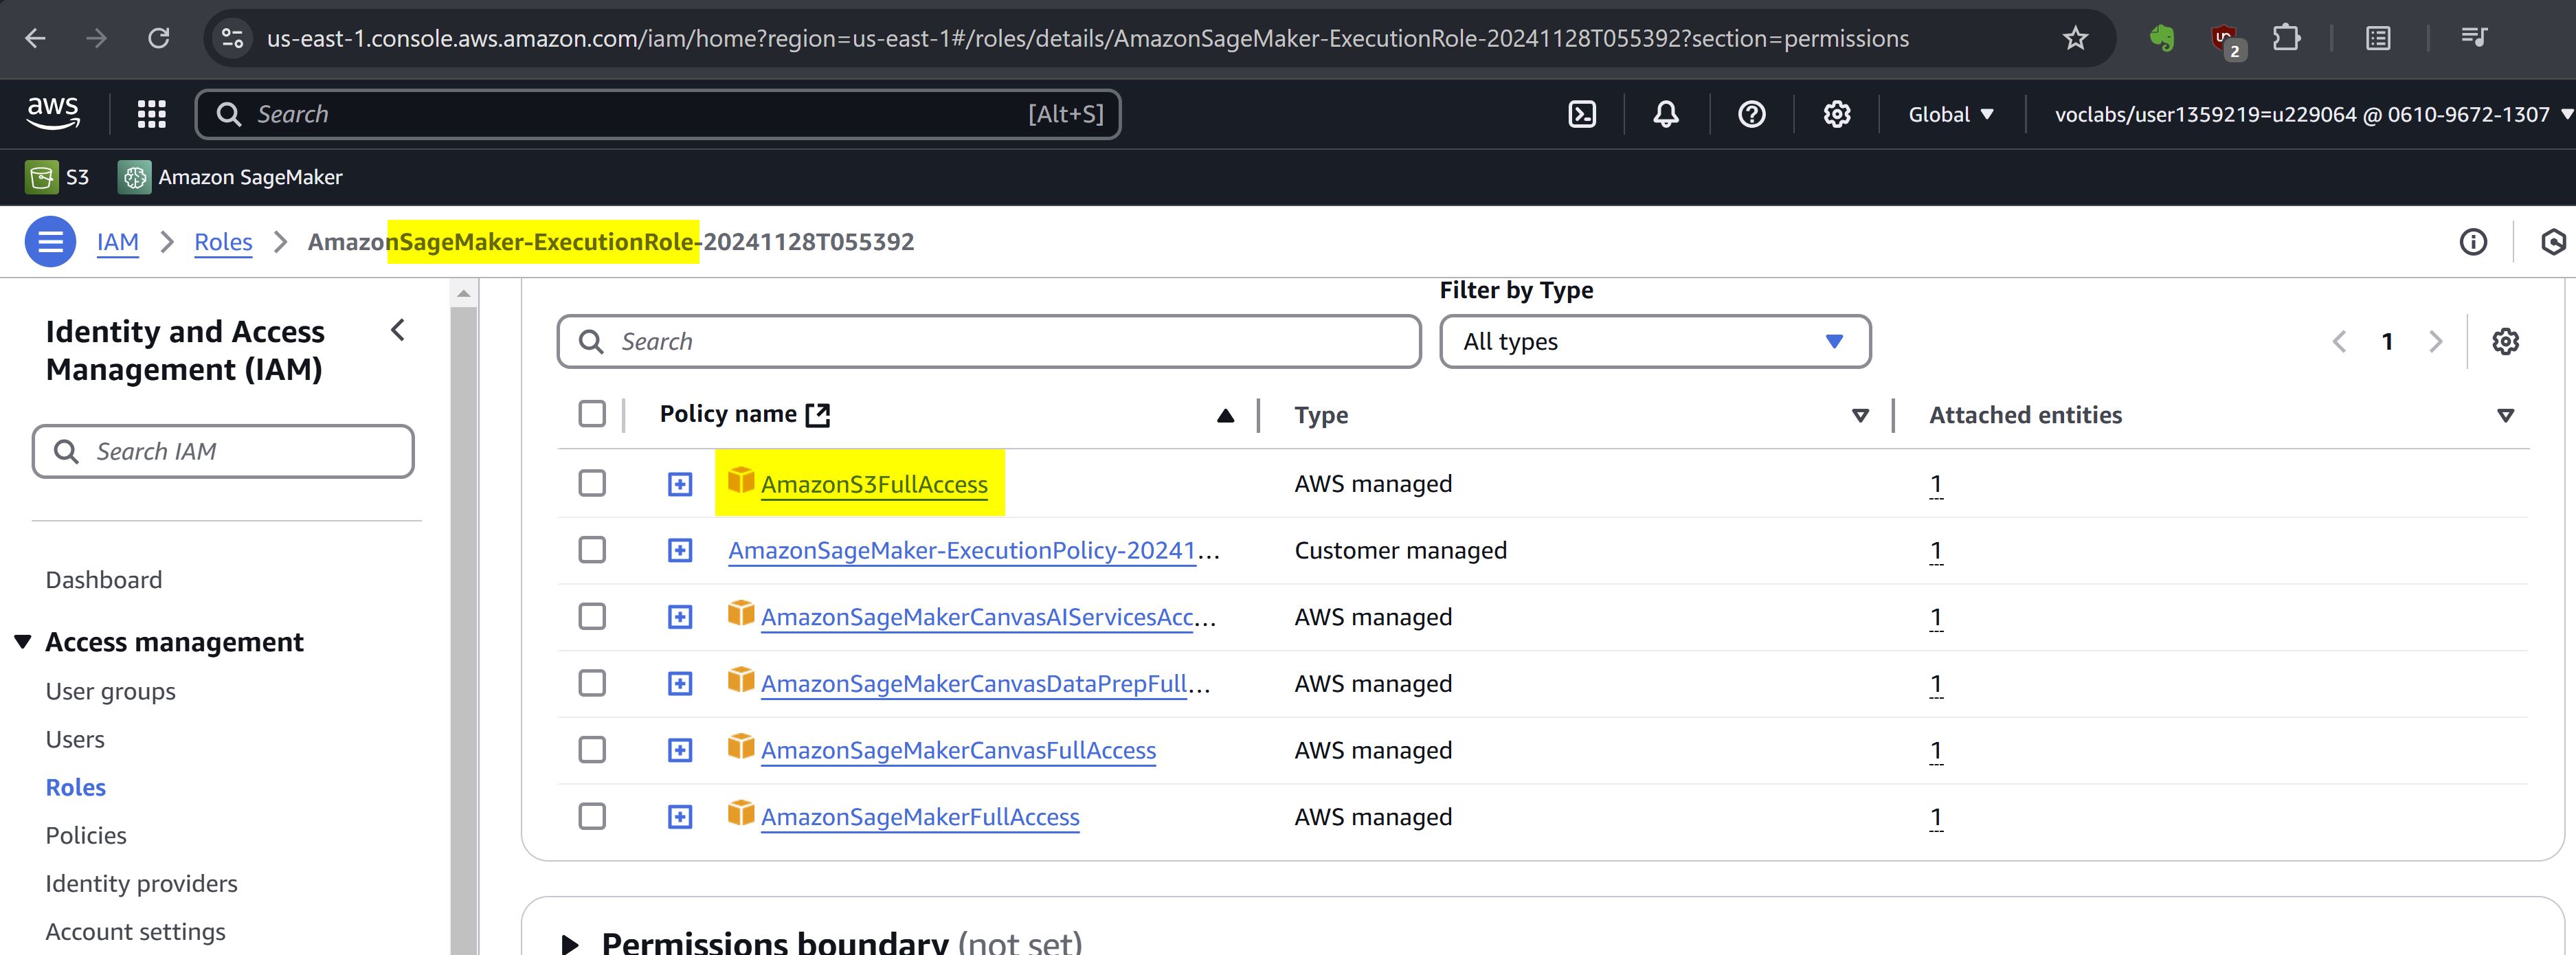 us-east-1.console.aws.amazon.com/iam/home?region=us-east-1#/roles/details/AmazonSageMaker-ExecutionRole-20241128T055392?section=permissions
2
aws
Search
[Alt+S]
Global
voclabs/user1359219=u229064 @ 0610-9672-1307
S3
Amazon SageMaker
IAM
Roles
AmazonSageMaker-ExecutionRole-20241128T055392
Identity and Access
Management (IAM)
Search IAM
Dashboard
Access management
User groups
Users
Roles
Policies
Identity providers
Account settings
Filter by Type
Search
All types
1
Policy name
Type
Attached entities
AmazonS3FullAccess
AWS managed
1
AmazonSageMaker-ExecutionPolicy-20241...
Customer managed
1
AmazonSageMakerCanvasAIServicesAcc...
AWS managed
1
AmazonSageMakerCanvasDataPrepFull...
AWS managed
1
AmazonSageMakerCanvasFullAccess
AWS managed
1
AmazonSageMakerFullAccess
AWS managed
1
Permissions boundary (not set)